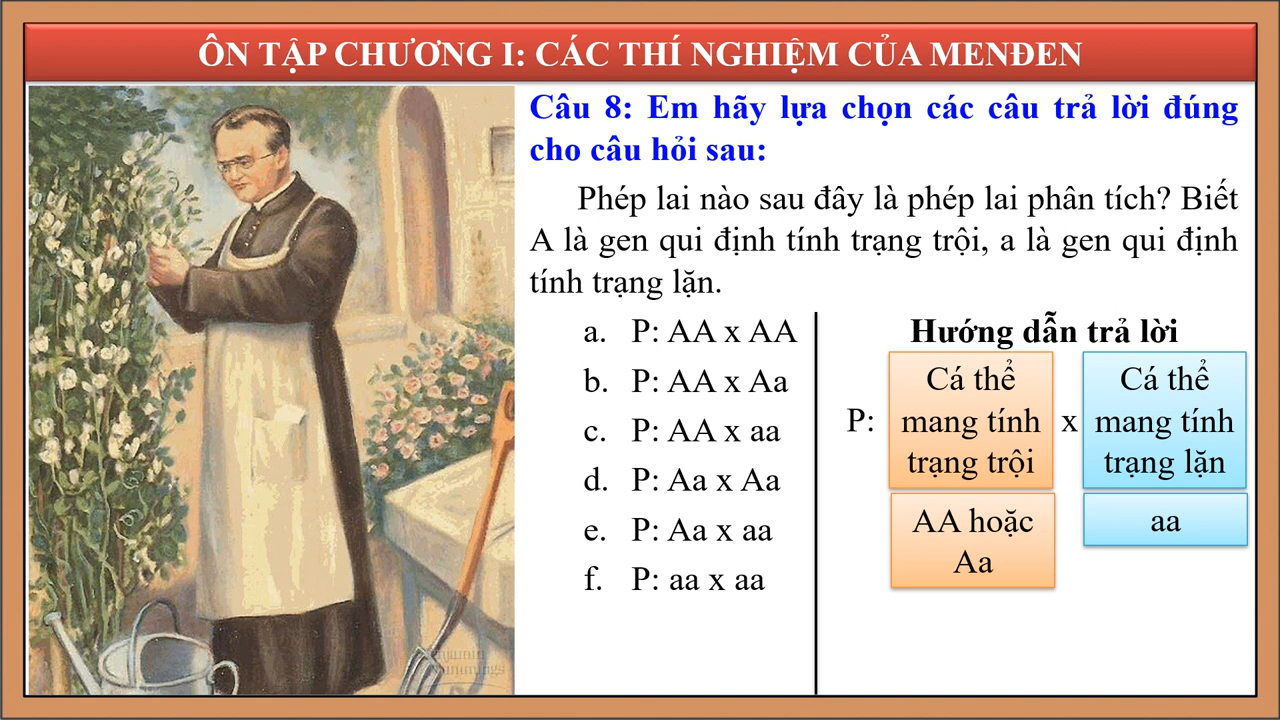 ÔN TẬP CHƯƠNG I: CÁC THÍ NGHIỆM CỦA MENĐEN
Câu 8: Em hãy lựa chọn các câu trả lời đúng
cho câu hỏi sau:
Phép lai nào sau đây là phép lai phân tích? Biết
A là gen qui định tính trạng trội, a là gen qui định
tính trạng lặn.
a. P: AA x AA
b. P: AA x Aa
c. P: AA x aa
d. P: Aa x Aa
e. P: Aa x aa
f. P: aa x aa
Hướng dẫn trả lời
P:
Cá thể
mang tính
trạng trội
x
Cá thể
mang tính
trạng lặn
AA hoặc
Aa
aa